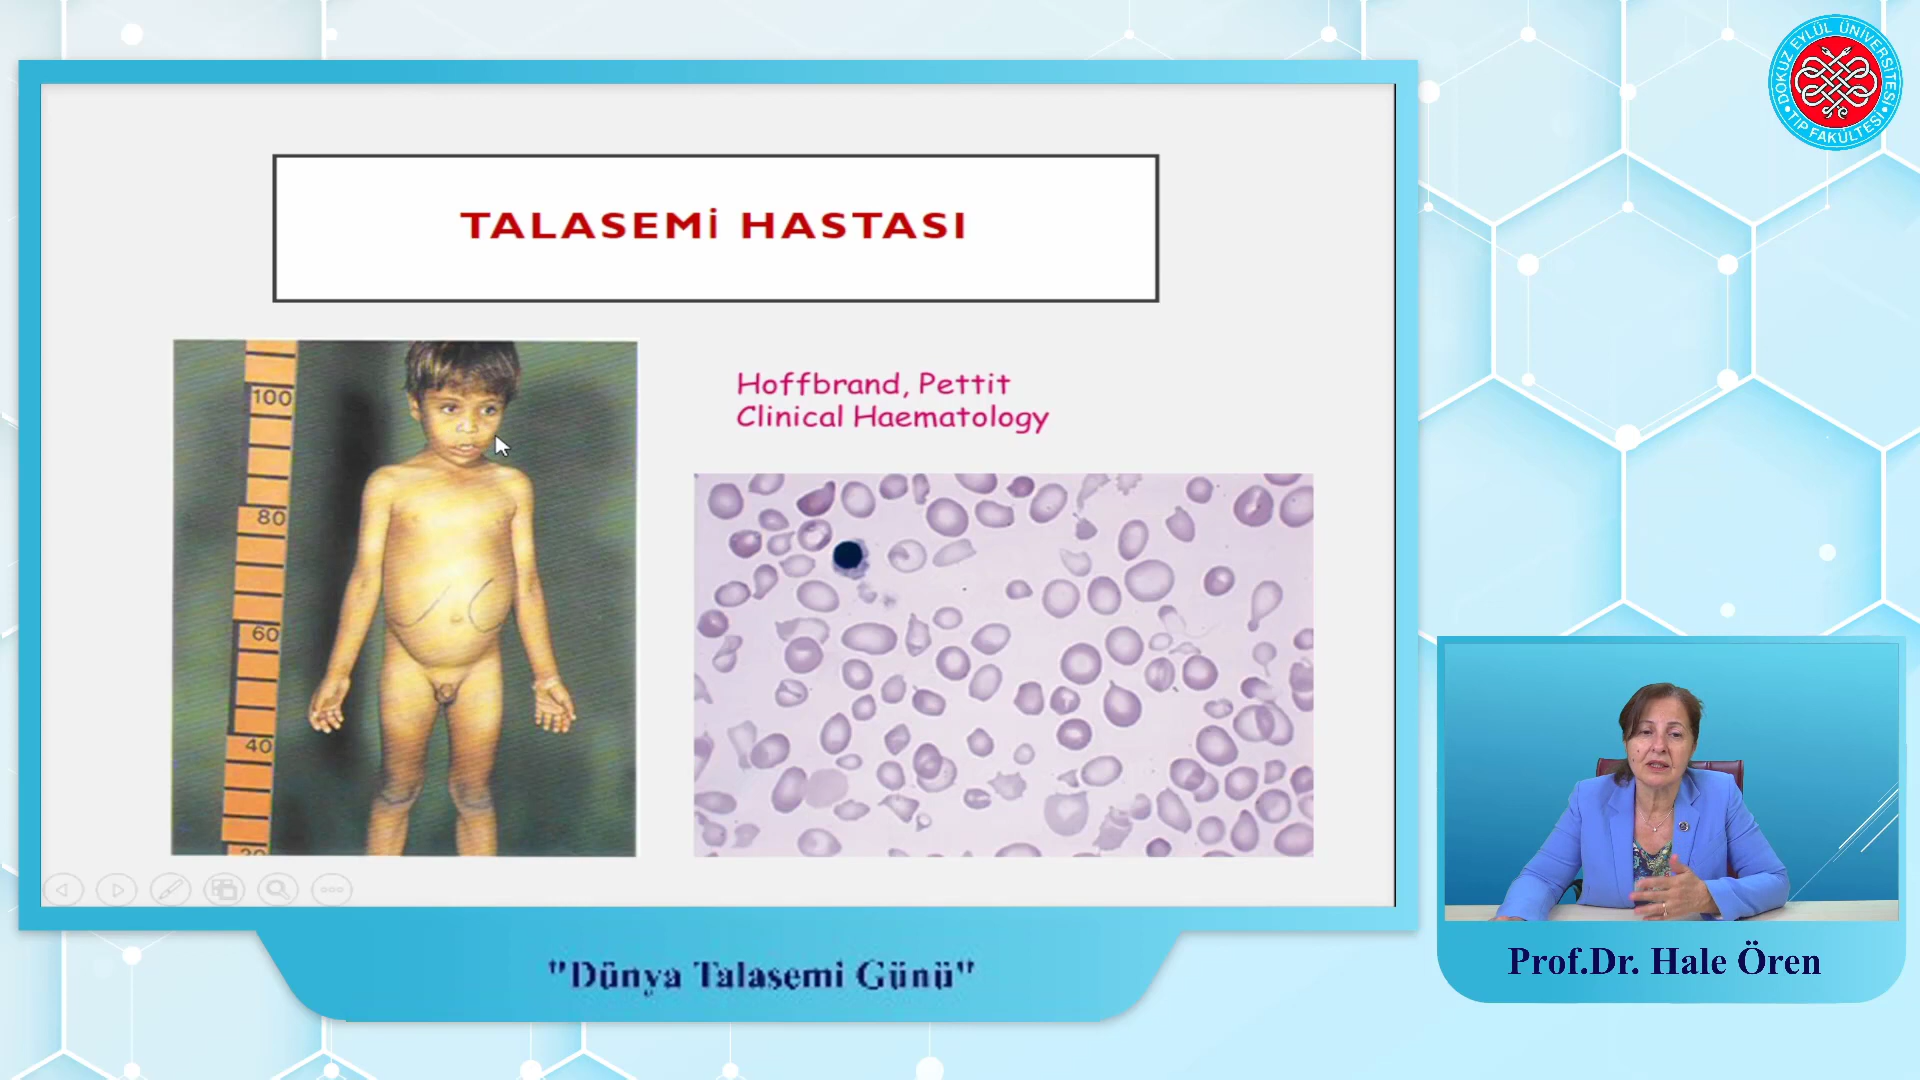 DOKUZ EYLÜL ÜNİVERSİTESİ
TIP FAKÜLTESİ
TALASEMİ HASTASI
Hoffbrand, Pettit
Clinical Haematology
100
80
60
40
"Dünya Talasemi Günü"
Prof.Dr. Hale Ören